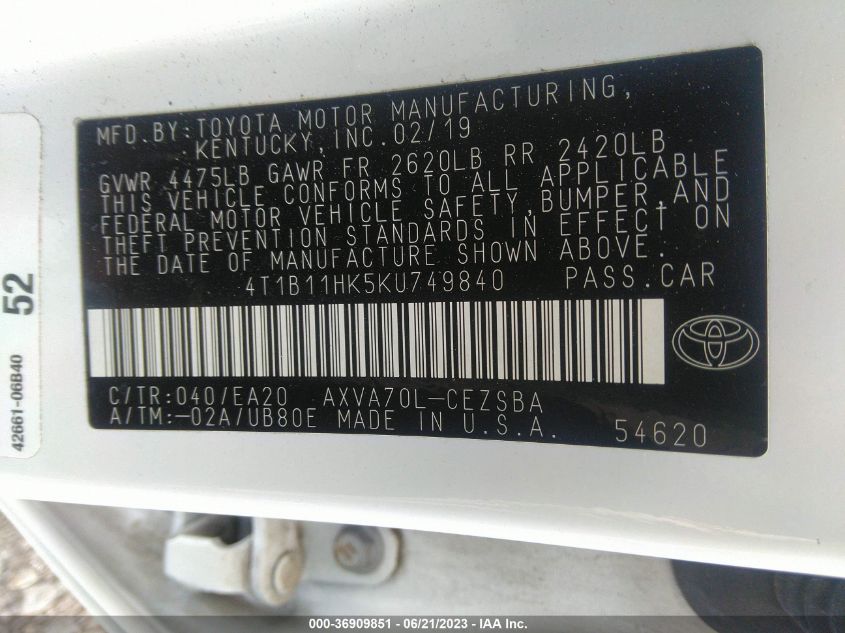 MFD.BY:TOYOTA MOTOR MANUFACTURING,
KENTUCKY,INC.02/19
GVWR 4475LB GAWR FR 2620LB RR 2420LB
THIS VEHICLE CONFORMS TO ALL APPLICABLE
FEDERAL MOTOR VEHICLE SAFETY,BUMPER,AND
THEFT PREVENTION STANDARDS IN EFFECT ON
THE DATE OF MANUFACTURE SHOWN ABOVE.
4T1B11HK5KU749840 PASS.CAR
C/TR:040/EA20 AXVA70L-CEZSBA
A/TM:-02A/UB80E MADE IN U.S.A. 54620
52
42661-06B40
000-36909851 - 06/21/2023 - IAA Inc.